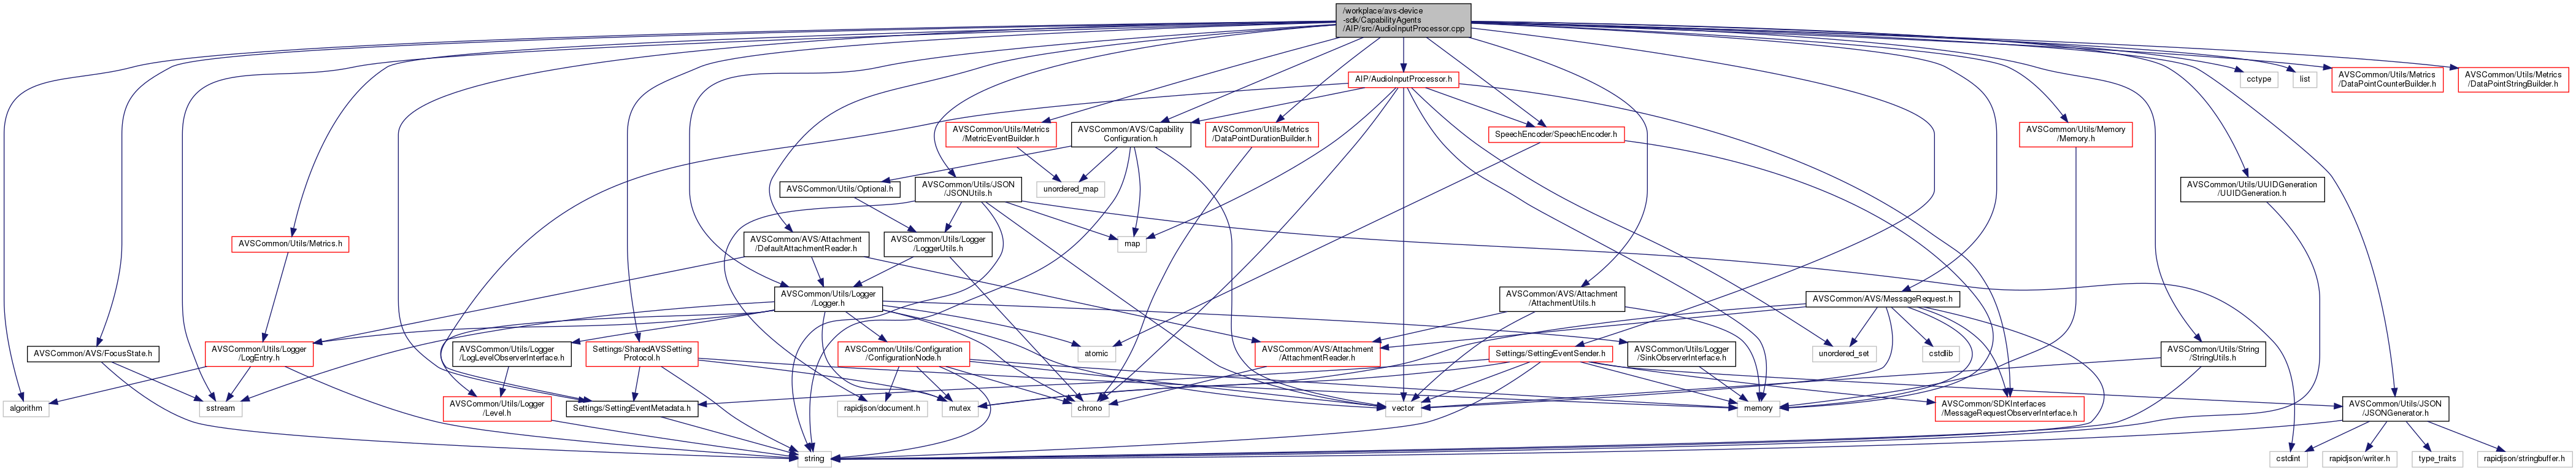 /workplace/avs-device
-sdk/CapabilityAgents
/AIP/src/AudioInputProcessor.cpp
AIP/AudioInputProcessor.h
cctype
list
AVSCommon/Utils/Metrics
/DataPointCounterBuilder.h
AVSCommon/Utils/Metrics
/DataPointStringBuilder.h
AVSCommon/Utils/Metrics
/MetricEventBuilder.h
AVSCommon/AVS/Capability
Configuration.h
AVSCommon/Utils/Metrics
/DataPointDurationBuilder.h
SpeechEncoder/SpeechEncoder.h
AVSCommon/Utils/Memory
/Memory.h
AVSCommon/Utils/Optional.h
AVSCommon/Utils/JSON
/JSONUtils.h
unordered_map
AVSCommon/Utils/UUIDGeneration
/UUIDGeneration.h
AVSCommon/Utils/Metrics.h
AVSCommon/AVS/Attachment
/DefaultAttachmentReader.h
AVSCommon/Utils/Logger
/LoggerUtils.h
map
AVSCommon/Utils/Logger
/Logger.h
AVSCommon/AVS/Attachment
/AttachmentUtils.h
AVSCommon/AVS/MessageRequest.h
AVSCommon/AVS/FocusState.h
AVSCommon/Utils/Logger
/LogEntry.h
AVSCommon/Utils/Logger
/LogLevelObserverInterface.h
Settings/SharedAVSSetting
Protocol.h
AVSCommon/Utils/Configuration
/ConfigurationNode.h
atomic
AVSCommon/AVS/Attachment
/AttachmentReader.h
Settings/SettingEventSender.h
AVSCommon/Utils/Logger
/SinkObserverInterface.h
unordered_set
cstdlib
AVSCommon/Utils/String
/StringUtils.h
algorithm
sstream
AVSCommon/Utils/Logger
/Level.h
Settings/SettingEventMetadata.h
rapidjson/document.h
mutex
chrono
vector
memory
AVSCommon/SDKInterfaces
/MessageRequestObserverInterface.h
AVSCommon/Utils/JSON
/JSONGenerator.h
string
cstdint
rapidjson/writer.h
type_traits
rapidjson/stringbuffer.h